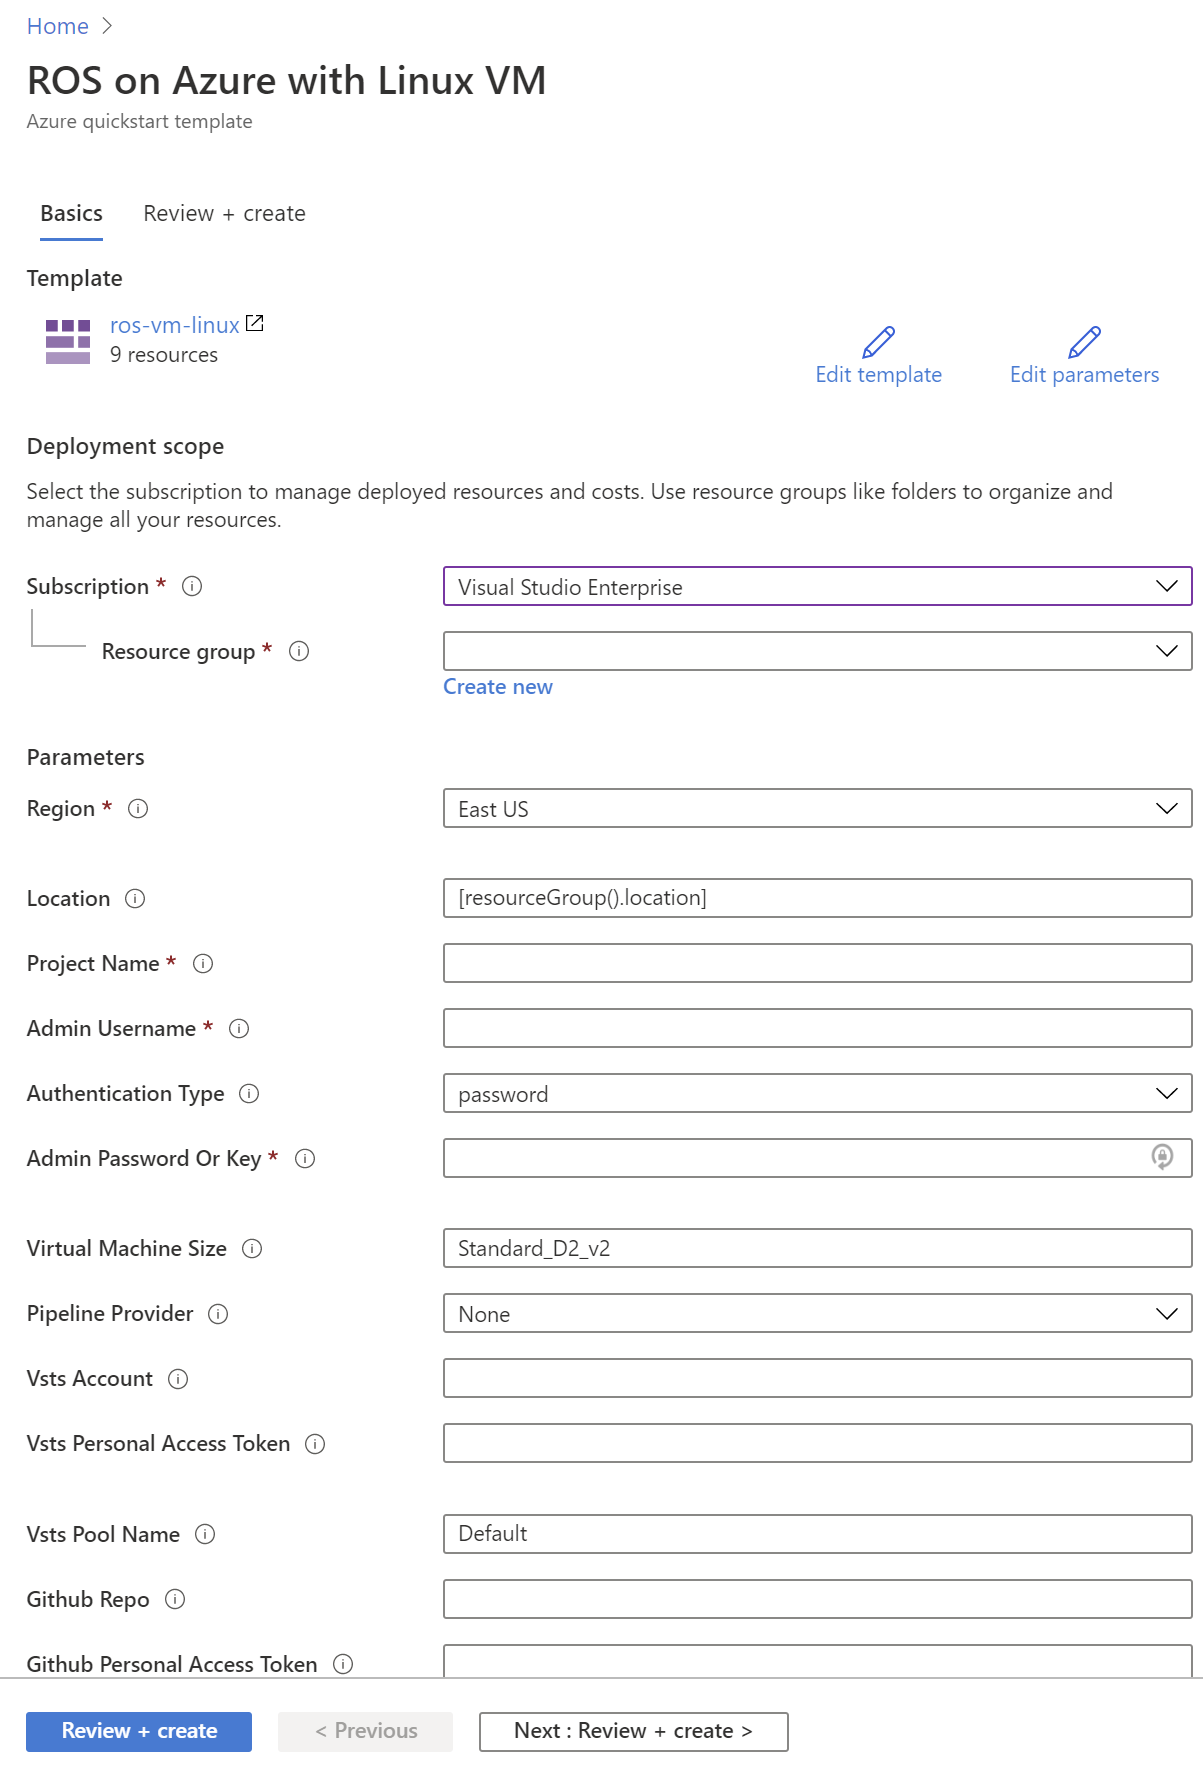 Home >
ROS on Azure with Linux VM
Azure quickstart template
Basics Review + create
Template
ros-vm-linux
9 resources
Edit template Edit parameters
Deployment scope
Select the subscription to manage deployed resources and costs. Use resource groups like folders to organize and
manage all your resources.
Subscription * Visual Studio Enterprise
Resource group *
Create new
Parameters
Region * East US
Location [resourceGroup().location]
Project Name *
Admin Username *
Authentication Type password
Admin Password Or Key *
Virtual Machine Size Standard_D2_v2
Pipeline Provider None
Vsts Account
Vsts Personal Access Token
Vsts Pool Name Default
Github Repo
Github Personal Access Token
Review + create < Previous Next : Review + create >